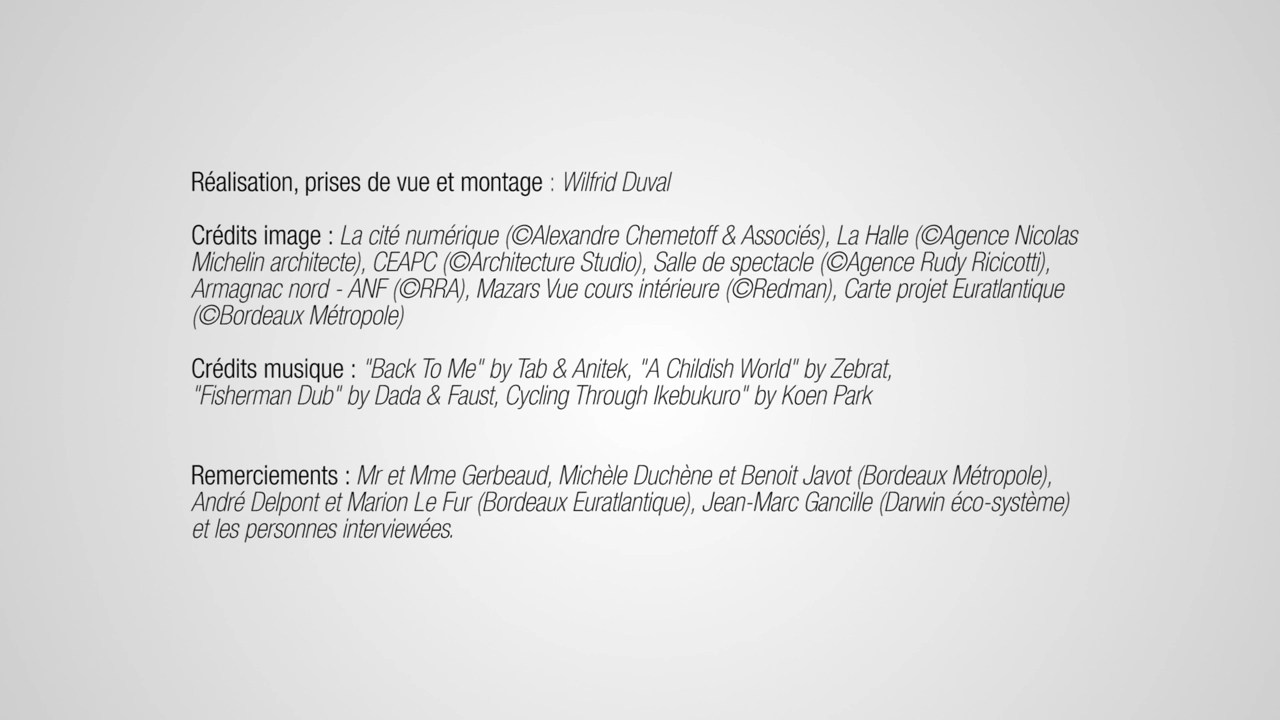 Réalisation, prises de vue et montage : Wilfrid Duval
Crédits image : La cité numérique (©Alexandre Chemetoff & Associés), La Halle (©Agence Nicolas
Michelin architecte), CEAPC (©Architecture Studio), Salle de spectacle (©Agence Rudy Ricicotti),
Armagnac nord - ANF (©RRA), Mazars Vue cours intérieure (©Redman), Carte projet Euratlantique
(©Bordeaux Métropole)
Crédits musique : "Back To Me" by Tab & Anitek, "A Childish World" by Zebrat,
"Fisherman Dub" by Dada & Faust, Cycling Through Ikebukuro" by Koen Park
Remerciements : Mr et Mme Gerbeaud, Michèle Duchène et Benoit Javot (Bordeaux Métropole),
André Delpont et Marion Le Fur (Bordeaux Euratlantique), Jean-Marc Gancille (Darwin éco-système)
et les personnes interviewées.